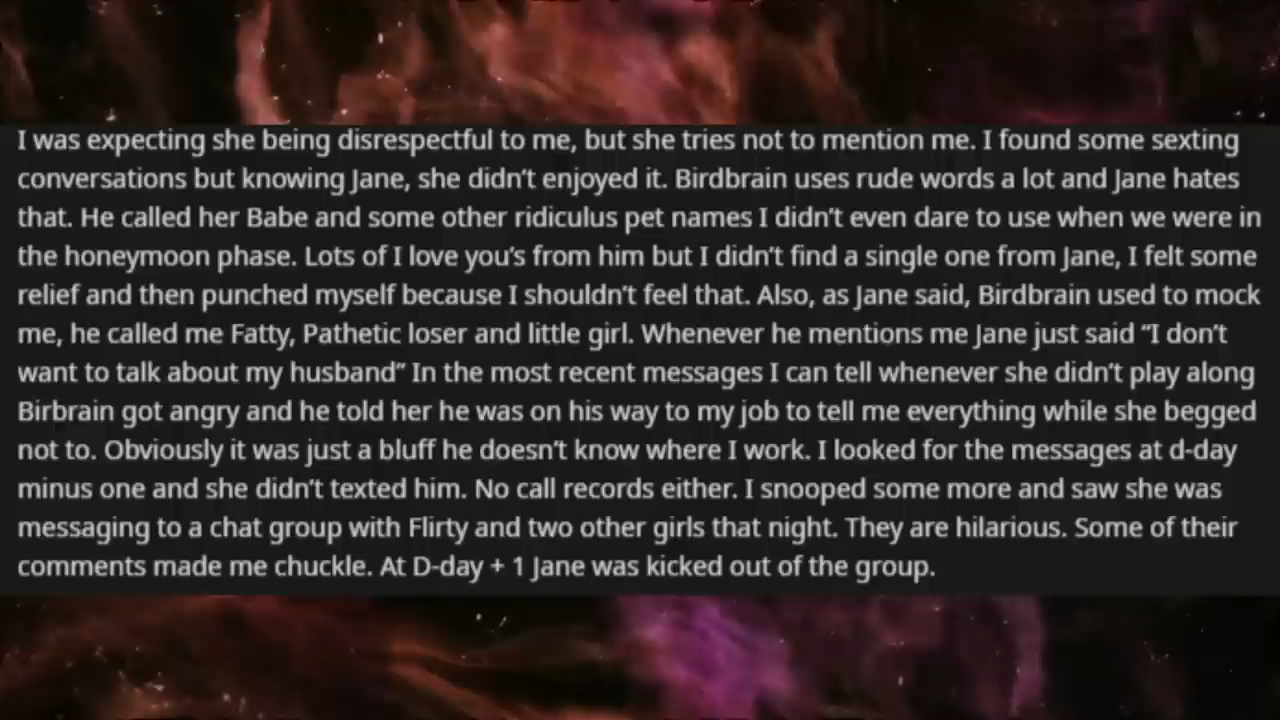 I was expecting she being disrespectful to me, but she tries not to mention me. I found some sexting
conversations but knowing Jane, she didn’t enjoyed it. Birdbrain uses rude words a lot and Jane hates
that. He called her Babe and some other ridiculus pet names I didn’t even dare to use when we were in
the honeymoon phase. Lots of I love you’s from him but I didn’t find a single one from Jane, I felt some
relief and then punched myself because I shouldn’t feel that. Also, as Jane said, Birdbrain used to mock
me, he called me Fatty, Pathetic loser and little girl. Whenever he mentions me Jane just said “I don’t
want to talk about my husband” In the most recent messages I can tell whenever she didn’t play along
Birbrain got angry and he told her he was on his way to my job to tell me everything while she begged
not to. Obviously it was just a bluff he doesn’t know where I work. I looked for the messages at d-day
minus one and she didn’t texted him. No call records either. I snooped some more and saw she was
messaging to a chat group with Flirty and two other girls that night. They are hilarious. Some of their
comments made me chuckle. At D-day + 1 Jane was kicked out of the group.